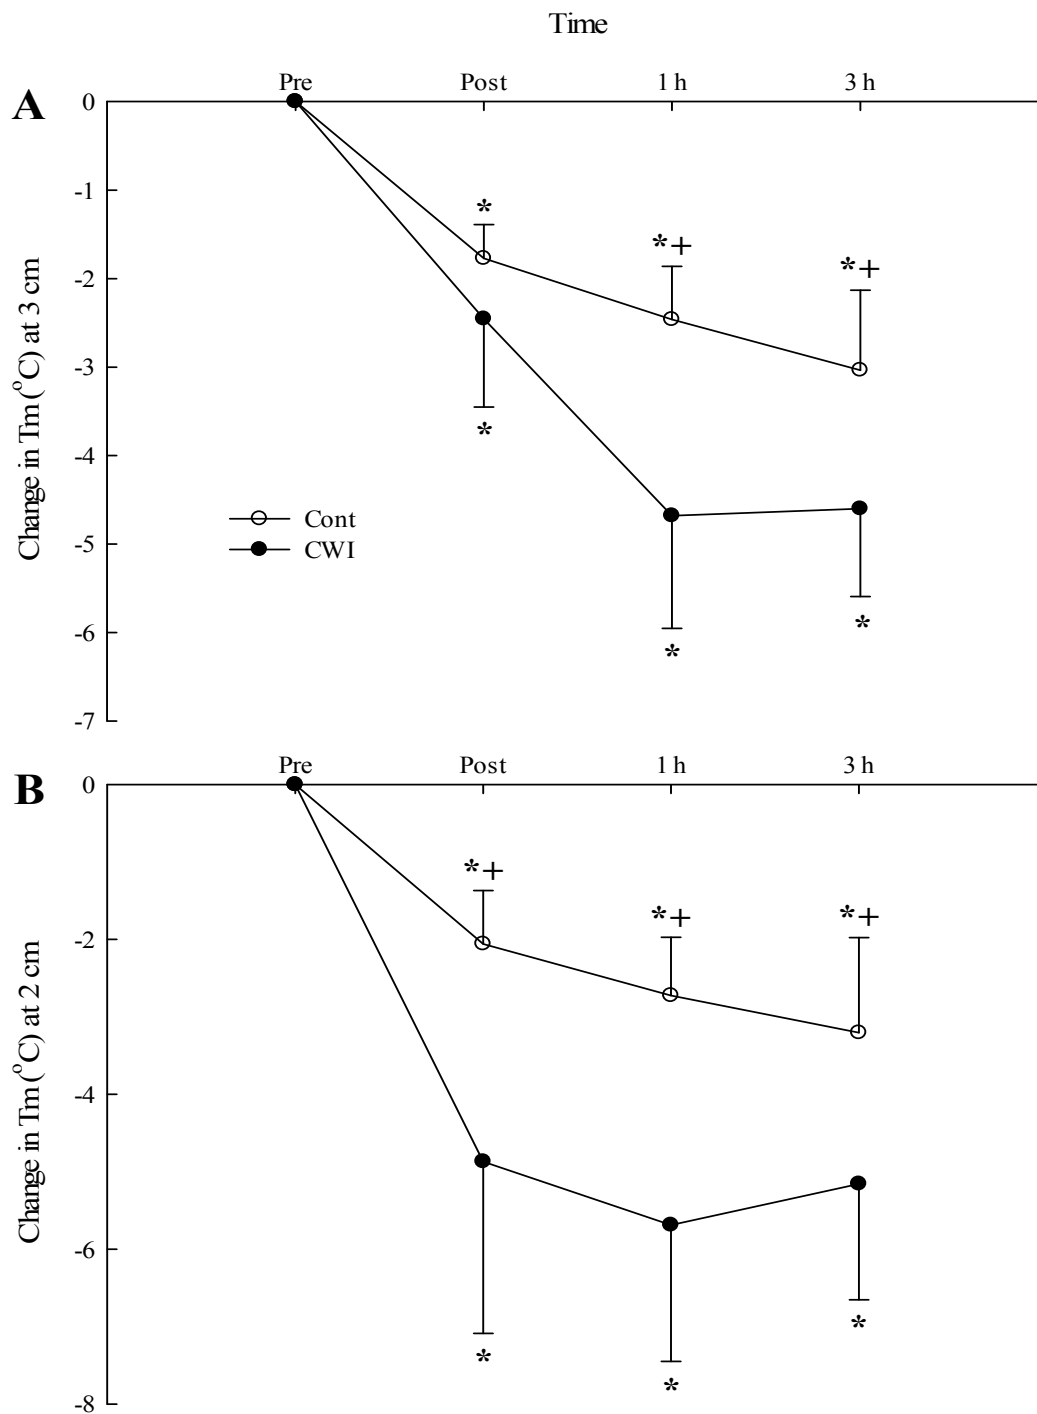 Time
Pre Post 1 h 3 h
A
0
-1
*
*+
*+
-2
-3
*
-4
Cont
CWI
-5
*
-6
*
-7
Change in Tm (°C) at 3 cm
Pre Post 1 h 3 h
B
0
*+
*+
*+
-2
-4
-6
*
*
*
-8
Change in Tm (°C) at 2 cm